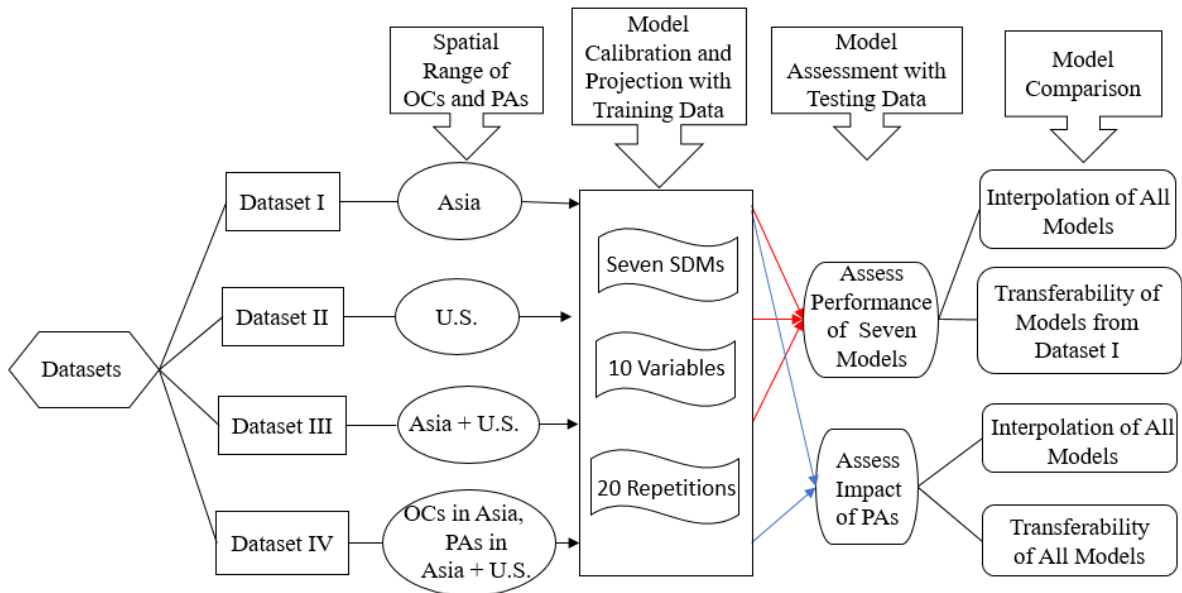 Spatial
Range of
OCs and PAs
Model
Calibration and
Projection with
Training Data
Model
Assessment with
Testing Data
Model
Comparison
Datasets
Dataset I
Asia
Dataset II
U.S.
Dataset III
Asia + U.S.
Dataset IV
OCs in Asia,
PAs in
Asia + U.S.
Seven SDMs
10 Variables
20 Repetitions
Assess
Performance
of Seven
Models
Assess
Impact
of PAs
Interpolation of All
Models
Transferability of
Models from
Dataset I
Interpolation of All
Models
Transferability
of All Models